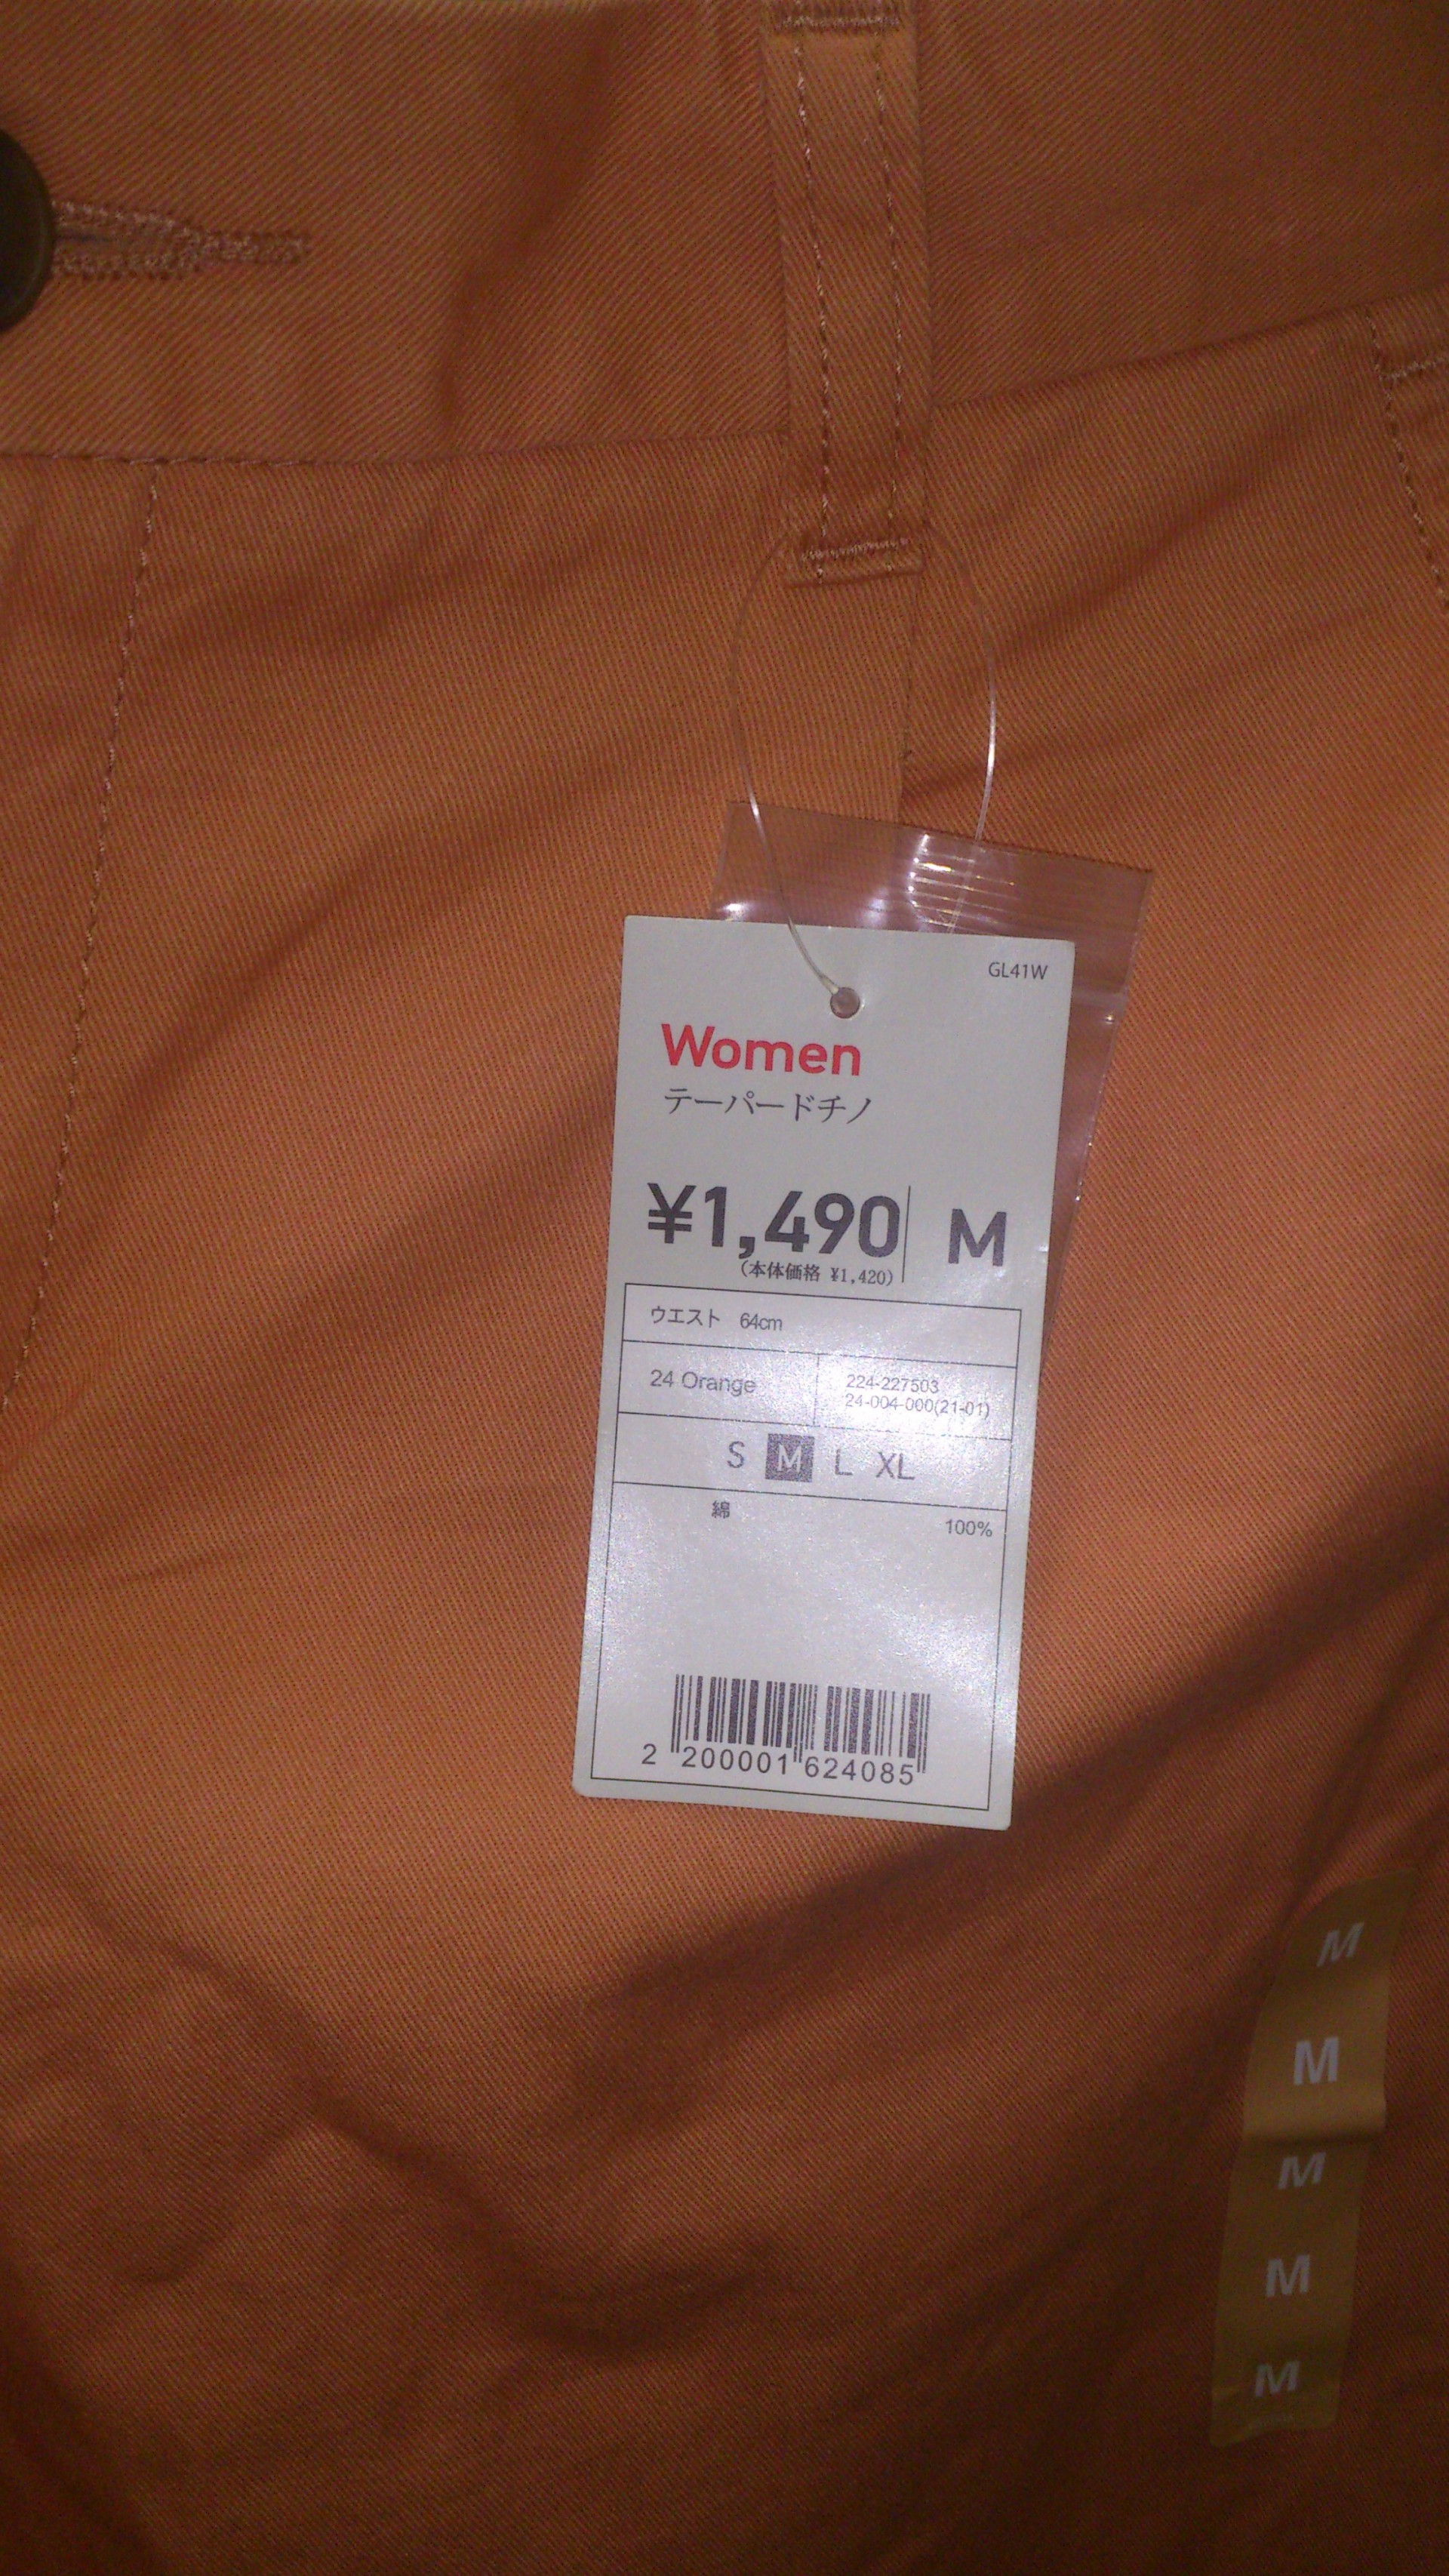 GL41W
Women
テーパードチノ
¥1,490 M
(本体価格 ¥1,420)
ウエスト 64cm
24 Orange
224-227503
24-004-000(21-01)
S M L XL
綿 100%
2 200001 624085
M
M
M
M
M